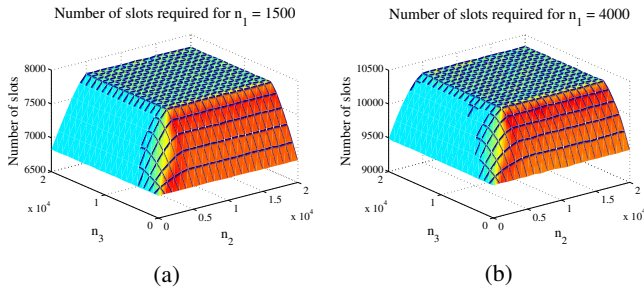 Number of slots required for n1 = 1500
Number of slots
8000
7500
7000
6500
2
x 10^4
1
0
n3
0
0.5
1
1.5
2
x 10^4
n2
(a)
Number of slots required for n1 = 4000
Number of slots
10500
10000
9500
9000
2
x 10^4
1
0
n3
0
0.5
1
1.5
2
x 10^4
n2
(b)